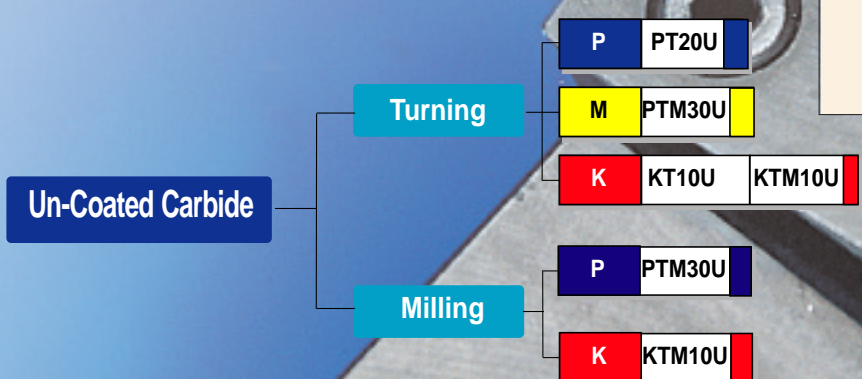 P PT20U
Turning
M PTM30U
K KT10U KTM10U
Un-Coated Carbide
P PTM30U
Milling
K KTM10U